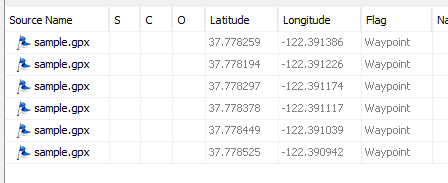 Source Name S C O Latitude Longitude Flag Na
sample.gpx 37.778259 -122.391386 Waypoint
sample.gpx 37.778194 -122.391226 Waypoint
sample.gpx 37.778297 -122.391174 Waypoint
sample.gpx 37.778378 -122.391117 Waypoint
sample.gpx 37.778449 -122.391039 Waypoint
sample.gpx 37.778525 -122.390942 Waypoint